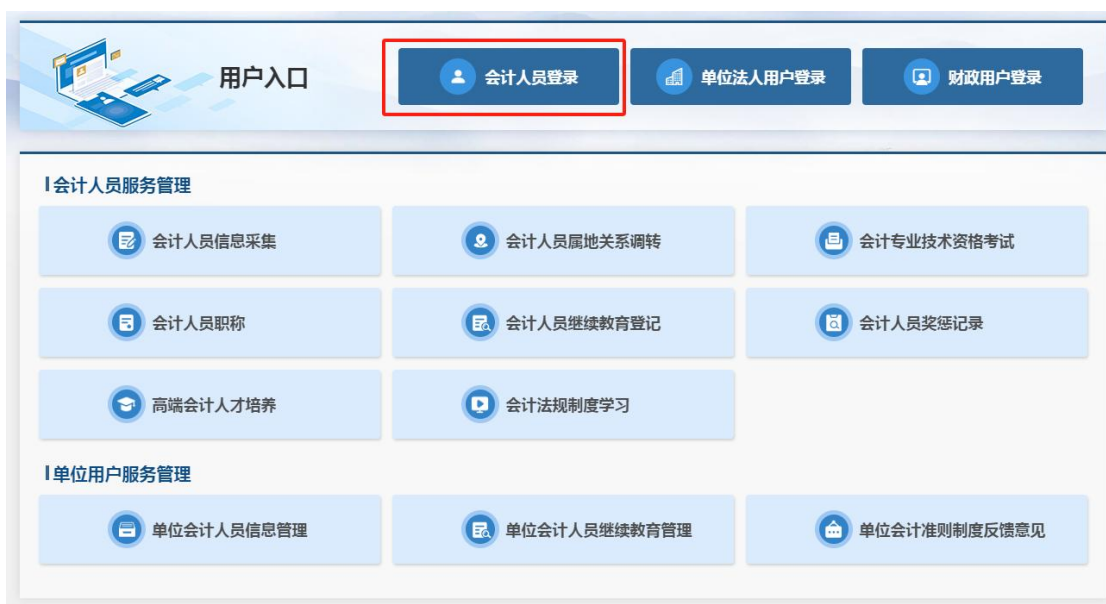 用户入口
会计人员登录
单位法人用户登录
财政用户登录
会计人员服务管理
会计人员信息采集
会计人员属地关系调转
会计专业技术资格考试
会计人员职称
会计人员继续教育登记
会计人员奖惩记录
高端会计人才培养
会计法规制度学习
单位用户服务管理
单位会计人员信息管理
单位会计人员继续教育管理
单位会计准则制度反馈意见